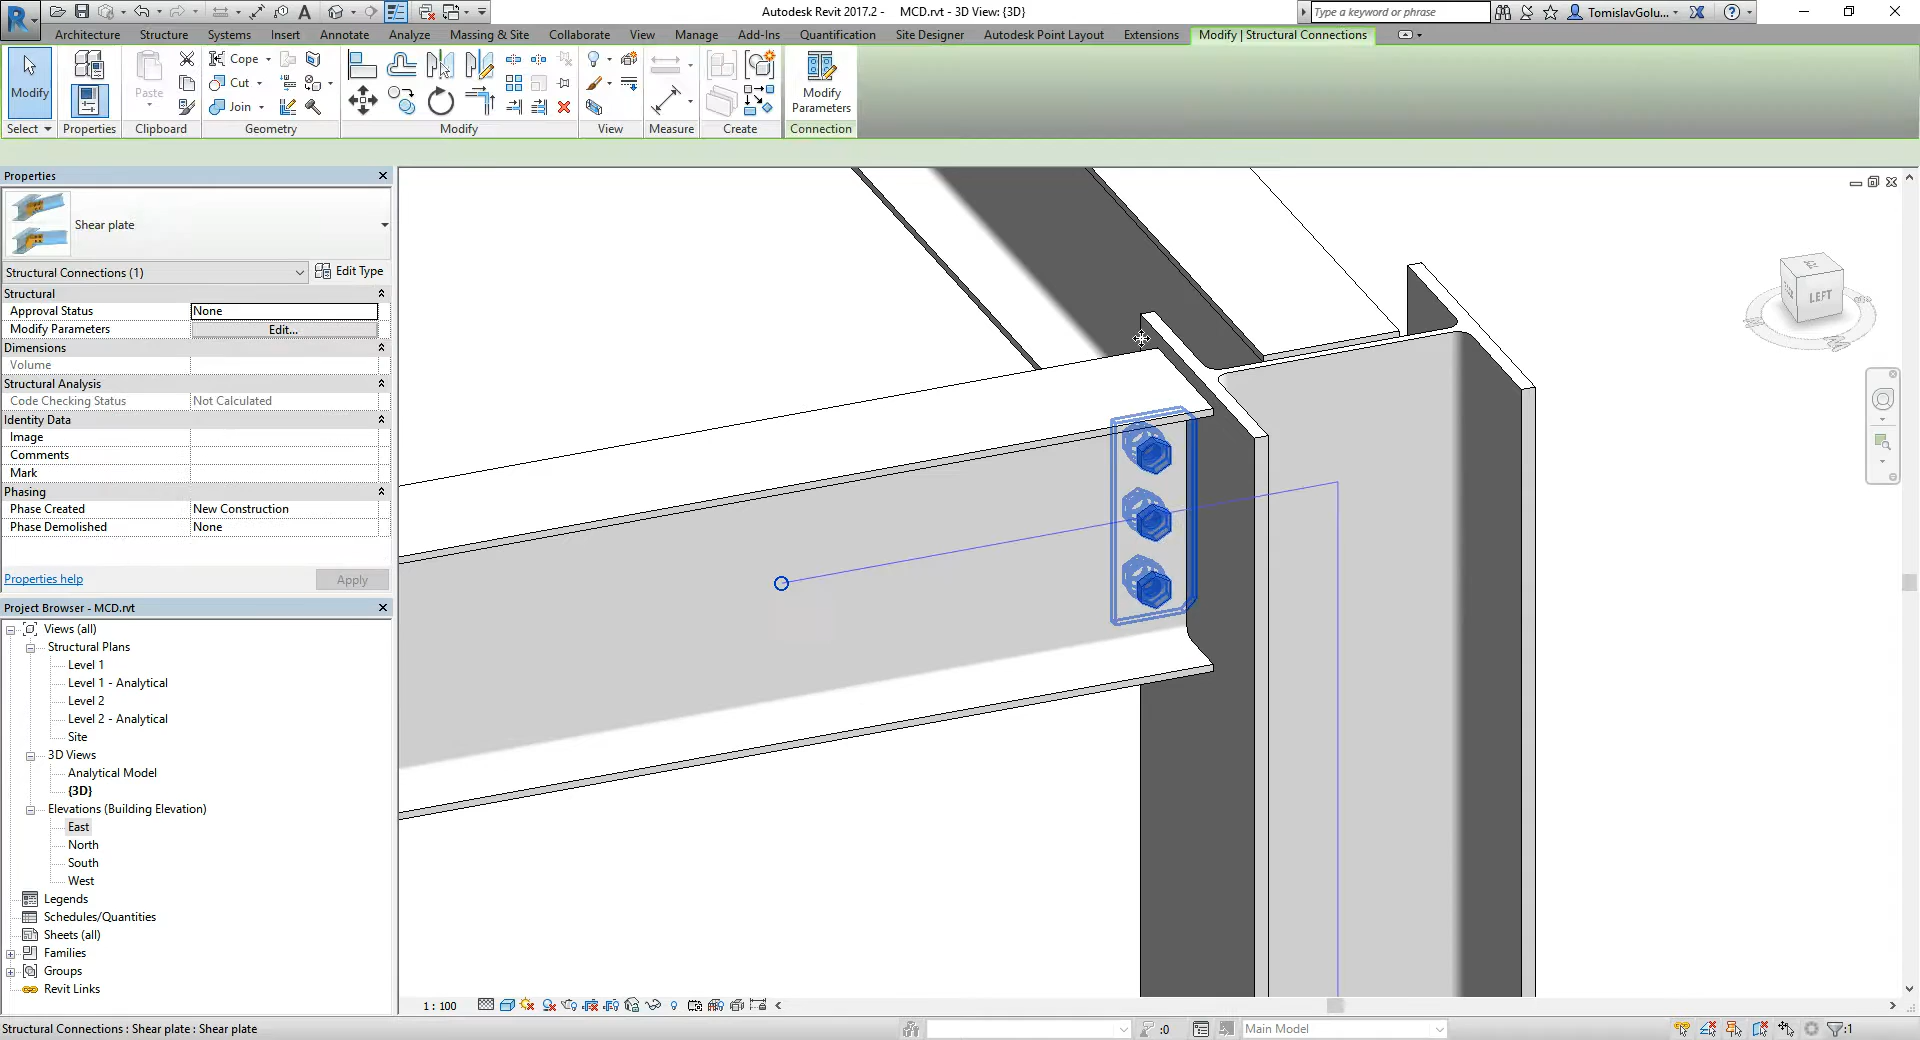 Autodesk Revit 2017.2 - MCD.rvt - 3D View: {3D}
Type a keyword or phrase
TomislavGolu...
Architecture Structure Systems Insert Annotate Analyze Massing & Site Collaborate View Manage Add-Ins Quantification Site Designer Autodesk Point Layout Extensions Modify | Structural Connections
Modify
Paste
Cope
Cut
Join
Modify Parameters
Select Properties Clipboard Geometry Modify View Measure Create Connection
Properties
Shear plate
Structural Connections (1)
Edit Type
Structural
Approval Status None
Modify Parameters Edit...
Dimensions
Volume
Structural Analysis
Code Checking Status Not Calculated
Identity Data
Image
Comments
Mark
Phasing
Phase Created New Construction
Phase Demolished None
Properties help
Apply
Project Browser - MCD.rvt
Views (all)
Structural Plans
Level 1
Level 1 - Analytical
Level 2
Level 2 - Analytical
Site
3D Views
Analytical Model
{3D}
Elevations (Building Elevation)
East
North
South
West
Legends
Schedules/Quantities
Sheets (all)
Families
Groups
Revit Links
LEFT
1 : 100
Structural Connections : Shear plate : Shear plate
:0
Main Model
:1